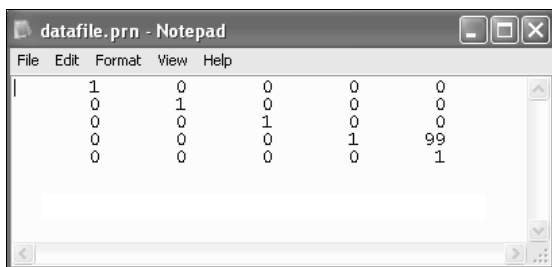 datafile.prn - Notepad
File Edit Format View Help
1 0 0 0 0
0 1 0 0 0
0 0 1 0 0
0 0 0 1 99
0 0 0 0 1